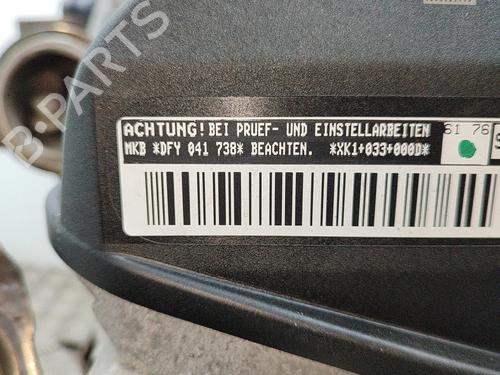 B-PARTS
ACHTUNG! BEI PRUEF- UND EINSTELLARBEITEN
MKB *DFY 041 738* BEACHTEN. *XK1+033+000D*
61 76